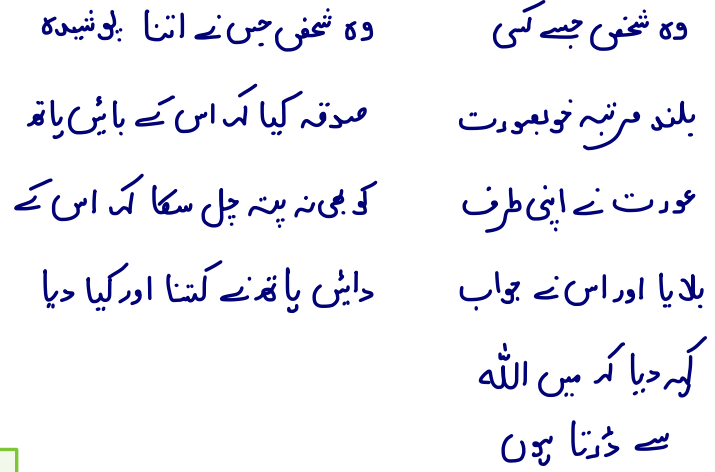 وہ شخص جسے کسی
بلند مرتبہ خوبصورت
عورت نے اپنی طرف
بلایا اور اس نے جواب
کہہ دیا کہ میں اللہ
سے ڈرتا ہوں
وہ شخص جس نے اتنا پوشیدہ
صدقہ کیا کہ اس کے بائیں ہاتھ
کو بھی نہ پتہ چل سکا کہ اس کے
دائیں ہاتھ نے کتنا اور کیا دیا